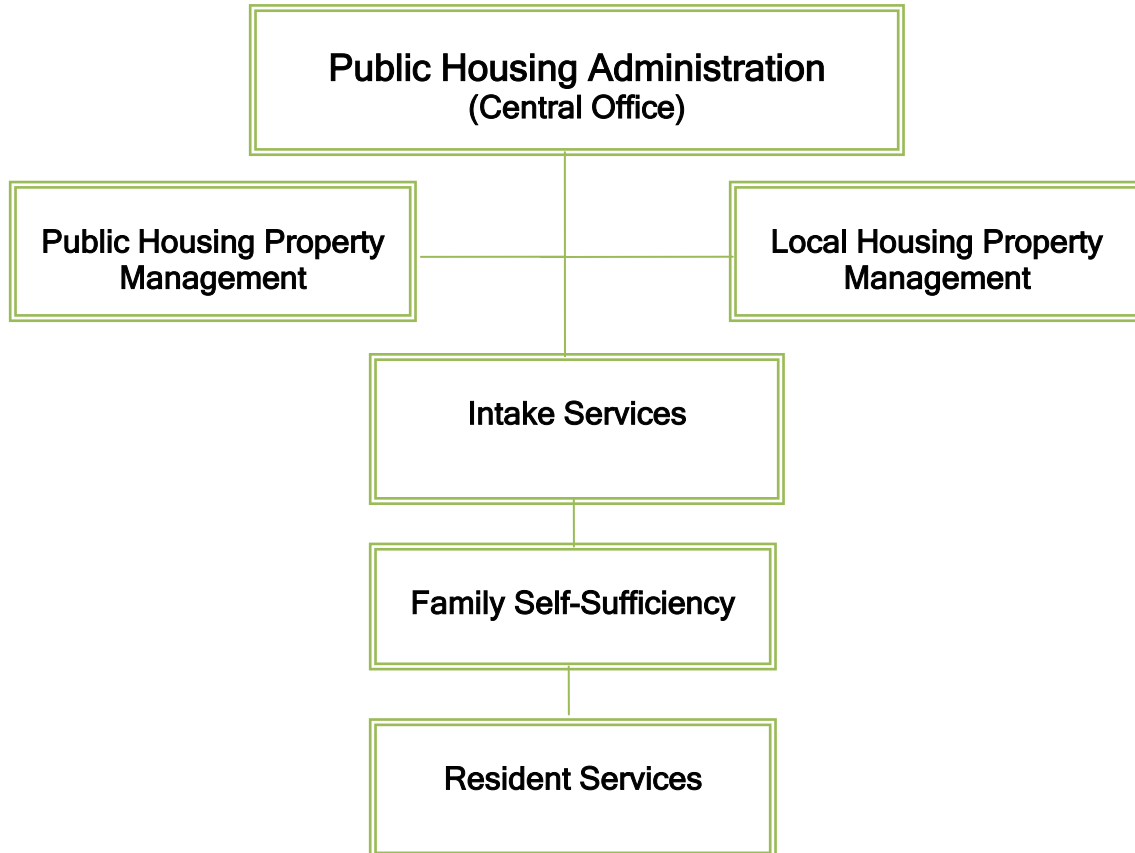 Public Housing Administration
(Central Office)
Public Housing Property
Management
Local Housing Property
Management
Intake Services
Family Self-Sufficiency
Resident Services